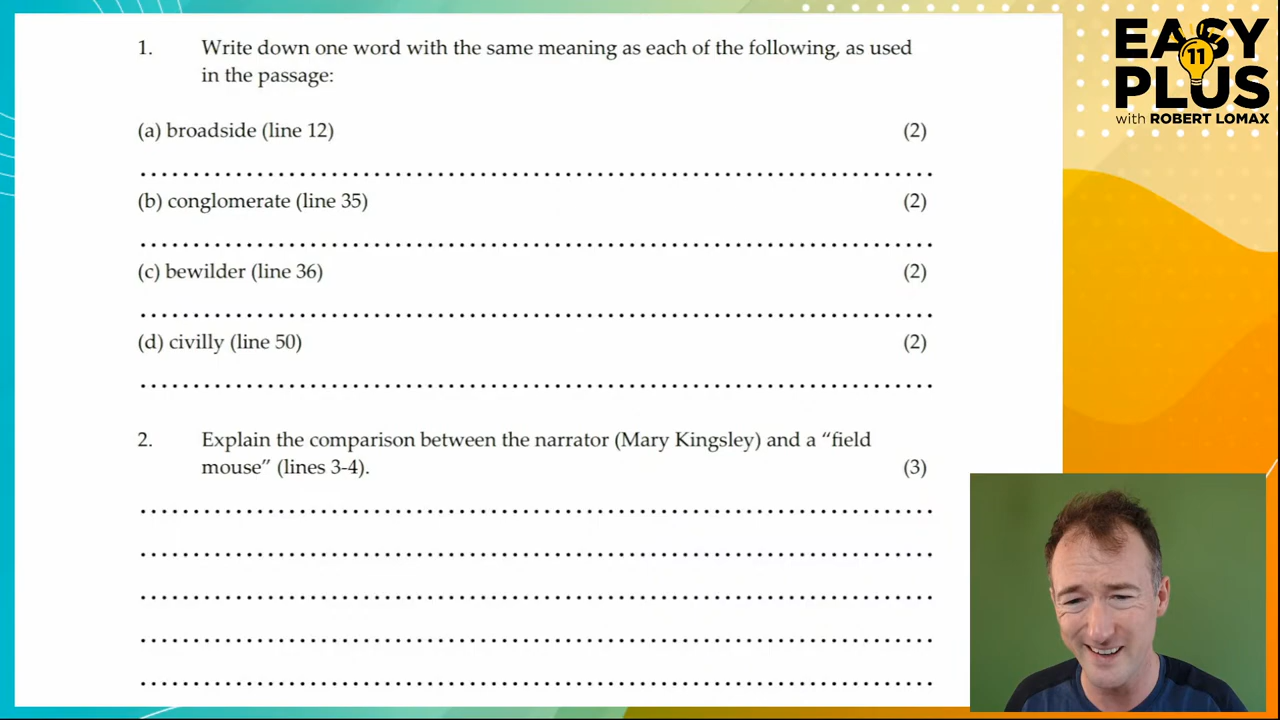 1. Write down one word with the same meaning as each of the following, as used
in the passage:
(a) broadside (line 12) (2)
(b) conglomerate (line 35) (2)
(c) bewilder (line 36) (2)
(d) civilly (line 50) (2)
2. Explain the comparison between the narrator (Mary Kingsley) and a “field
mouse” (lines 3-4). (3)
EASY
11
PLUS
with ROBERT LOMAX